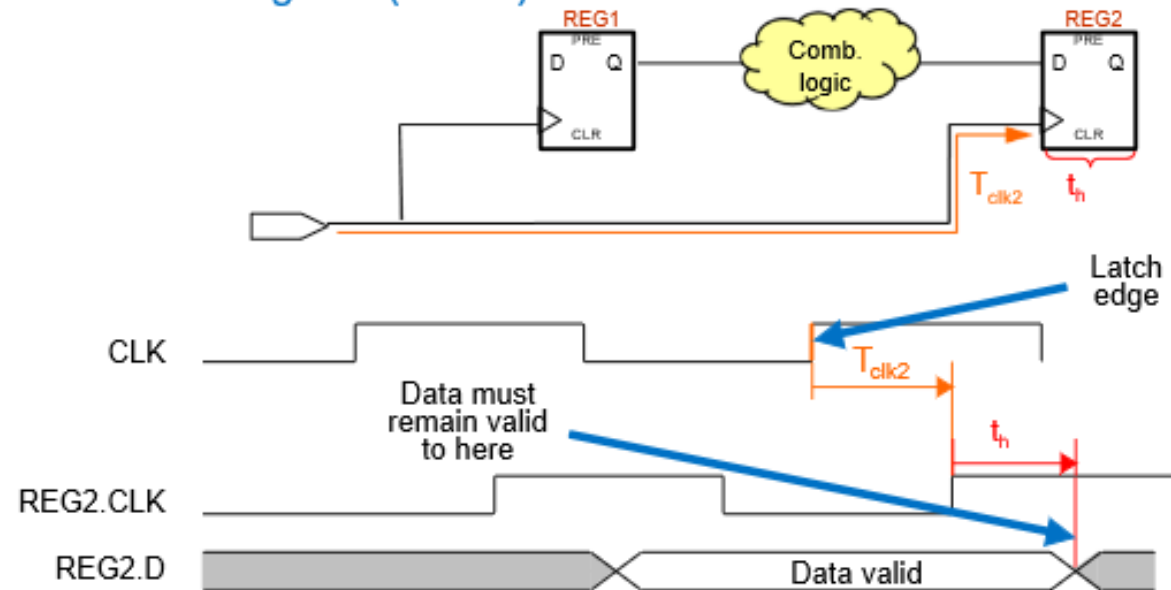 REG1
REG2
PRE
D Q
CLR
Comb.
logic
PRE
D Q
CLR
Tclk2
th
Latch
edge
CLK
Tclk2
Data must
remain valid
to here
th
REG2.CLK
REG2.D
Data valid